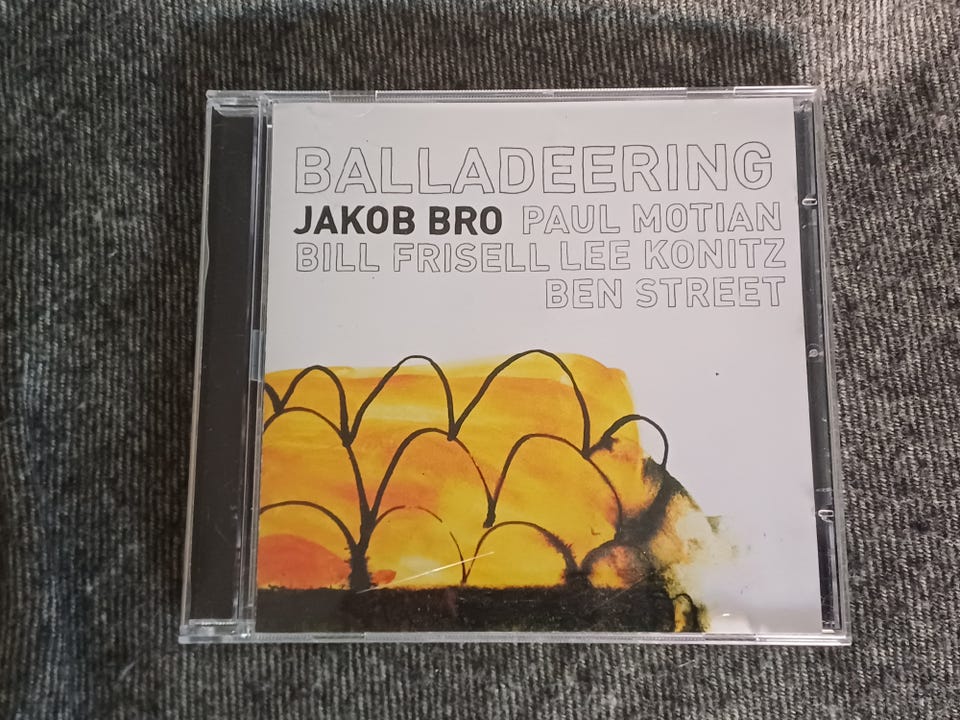 BALLADEERING
JAKOB BRO PAUL MOTIAN
BILL FRISELL LEE KONITZ
BEN STREET